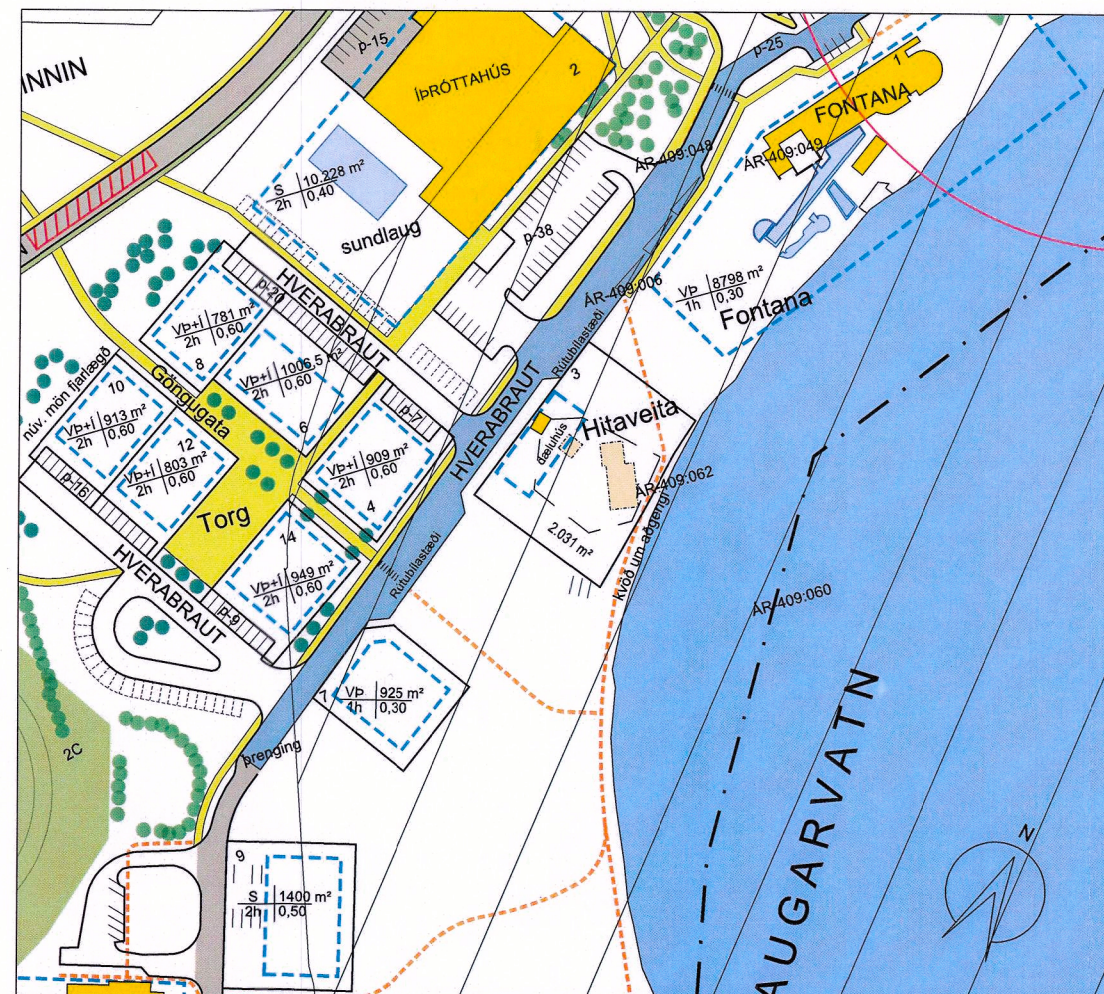 INNIN
p-15
ÍÞRÓTTAHÚS
2
p-25
1
FONTANA
ÁR-409:048
ÁR-409:049
S 10.228 m²
2h 0,40
sundlaug
p-38
ÁR-409:006
VÞ 8798 m²
1h 0,30
Fontana
HVERABRAUT
p-20
VÞ+Í 781 m²
2h 0,60
8
VÞ+Í 1006,5 m²
2h 0,60
6
Rútubílastæði
HVERABRAUT
3
Hitaveita
dæluhús
ÁR-409:062
2.031 m²
kvöð um aðgengi
núv. mön fjarlægð
Göngugata
10
VÞ+Í 913 m²
2h 0,60
12
VÞ+Í 803 m²
2h 0,60
p-7
VÞ+Í 909 m²
2h 0,60
4
p-16
Torg
14
VÞ+Í 949 m²
2h 0,60
p-9
HVERABRAUT
Rútubílastæði
ÁR-409:060
7
VÞ 925 m²
1h 0,30
2C
þrenging
AUGARVATN
N
9
S 1400 m²
2h 0,50